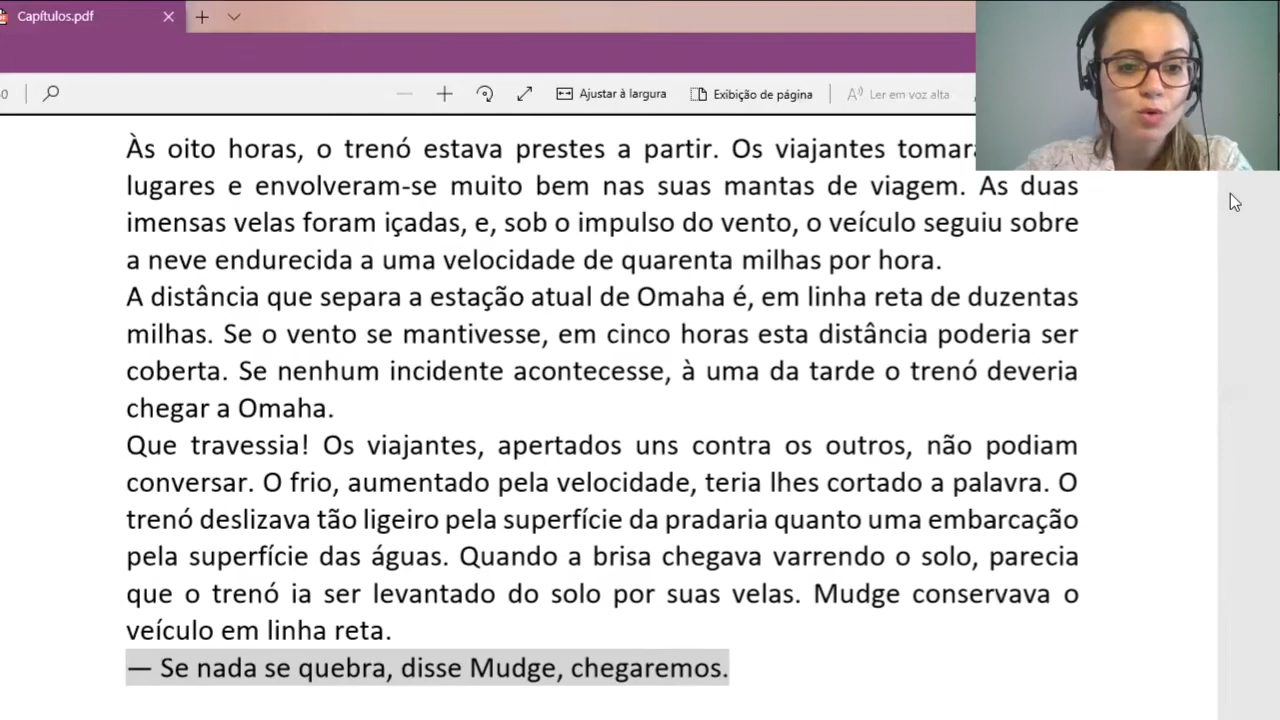 Capítulos.pdf
Ajustar à largura
Exibição de página
Ler em voz alta
Às oito horas, o trenó estava prestes a partir. Os viajantes
lugares e envolveram-se muito bem nas suas mantas de viagem. As duas
imensas velas foram içadas, e, sob o impulso do vento, o veículo seguiu sobre
a neve endurecida a uma velocidade de quarenta milhas por hora.
A distância que separa a estação atual de Omaha é, em linha reta de duzentas
milhas. Se o vento se mantivesse, em cinco horas esta distância poderia ser
coberta. Se nenhum incidente acontecesse, à uma da tarde o trenó deveria
chegar a Omaha.
Que travessia! Os viajantes, apertados uns contra os outros, não podiam
conversar. O frio, aumentado pela velocidade, teria lhes cortado a palavra. O
trenó deslizava tão ligeiro pela superfície da pradaria quanto uma embarcação
pela superfície das águas. Quando a brisa chegava varrendo o solo, parecia
que o trenó ia ser levantado do solo por suas velas. Mudge conservava o
veículo em linha reta.
— Se nada se quebra, disse Mudge, chegaremos.